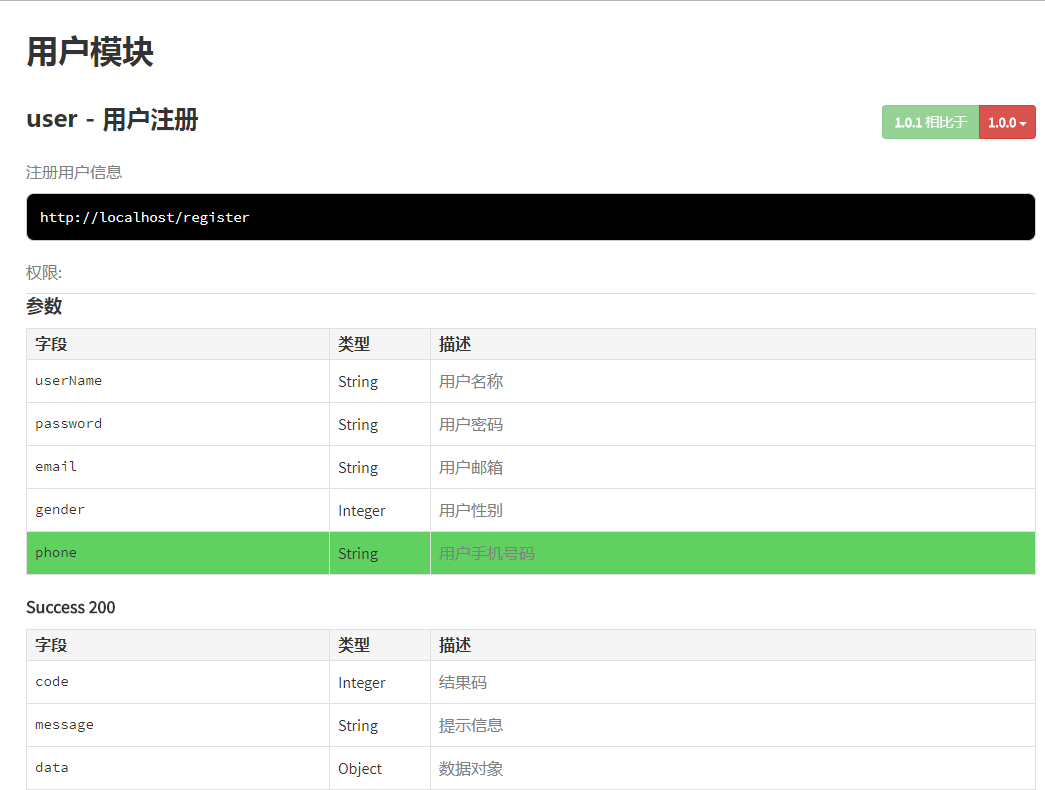 用户模块
user - 用户注册
1.0.1 相比于 1.0.0
注册用户信息
http://localhost/register
权限:
参数
字段 类型 描述
userName String 用户名称
password String 用户密码
email String 用户邮箱
gender Integer 用户性别
phone String 用户手机号码
Success 200
字段 类型 描述
code Integer 结果码
message String 提示信息
data Object 数据对象